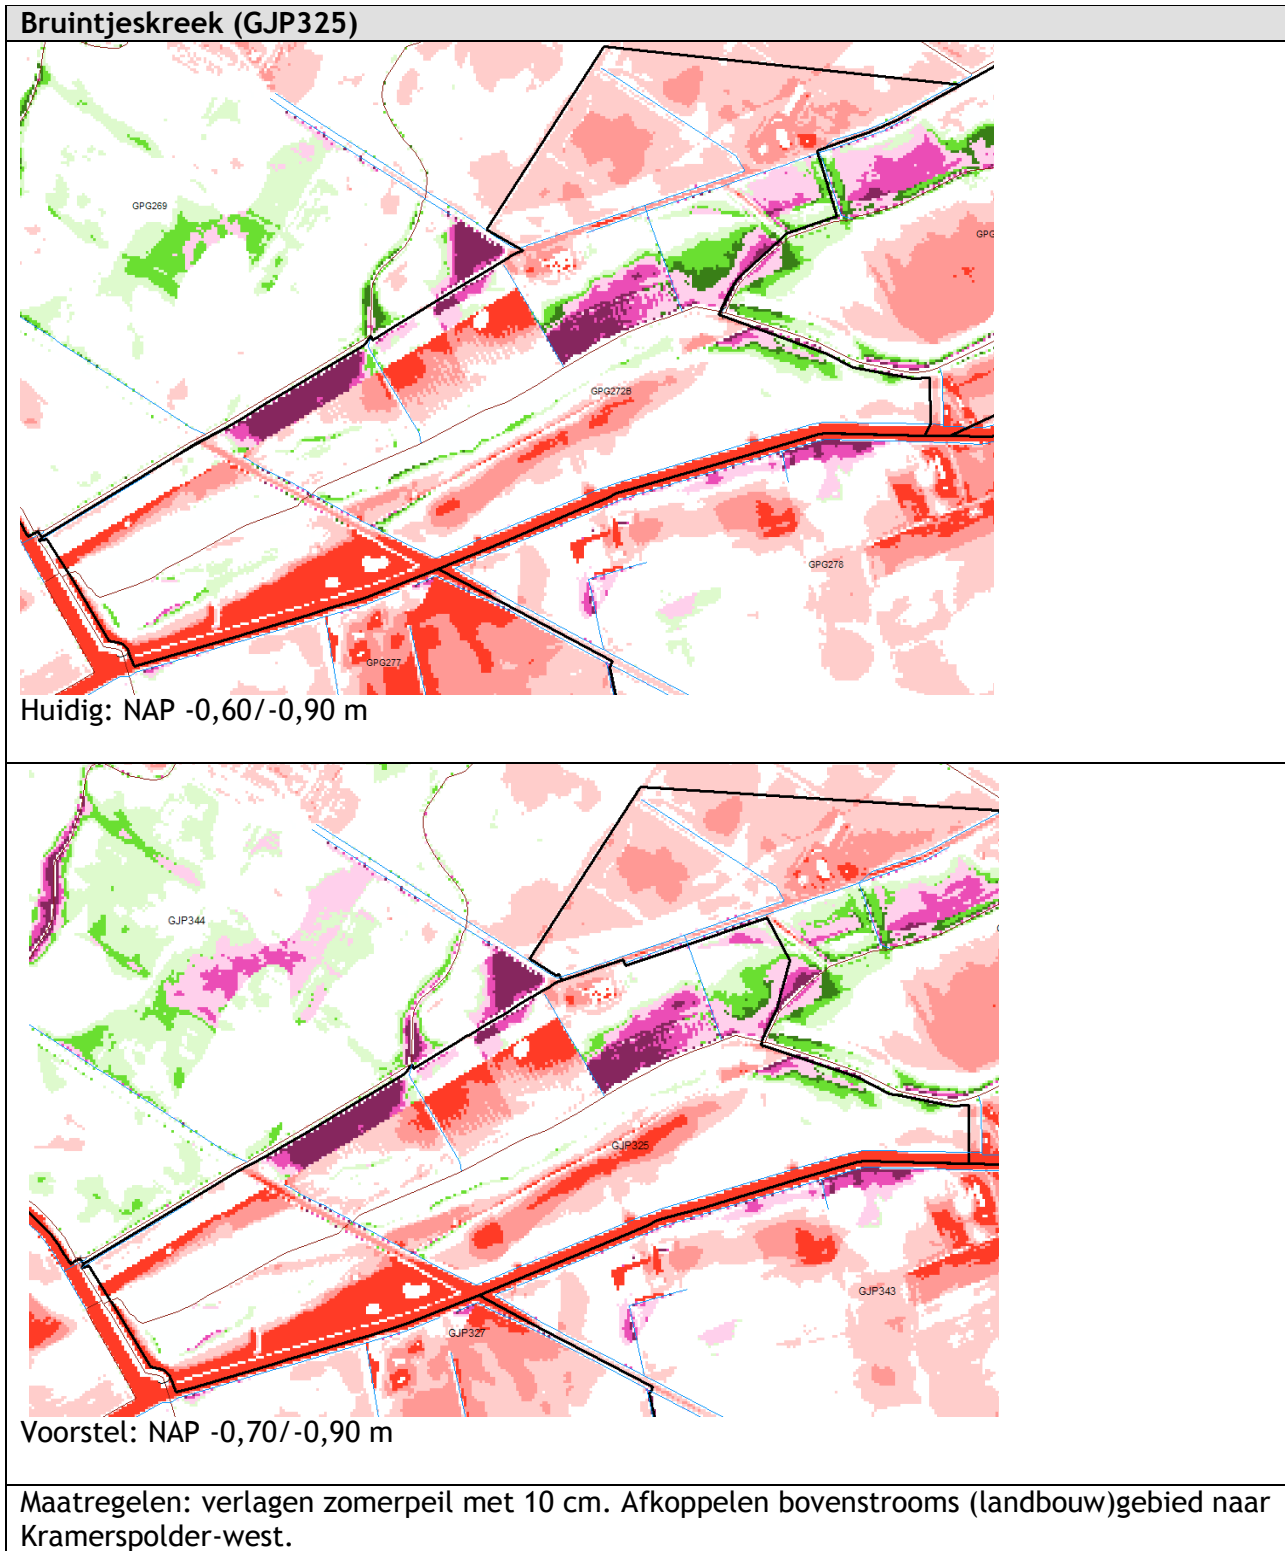 Bruintjeskreek (GJP325)
GPG269
GPG
GPG272B
GPG278
GPG277
Huidig: NAP -0,60/-0,90 m
GJP344
GJP325
GJP343
GJP327
Voorstel: NAP -0,70/-0,90 m
Maatregelen: verlagen zomerpeil met 10 cm. Afkoppelen bovenstrooms (landbouw)gebied naar
Kramerspolder-west.